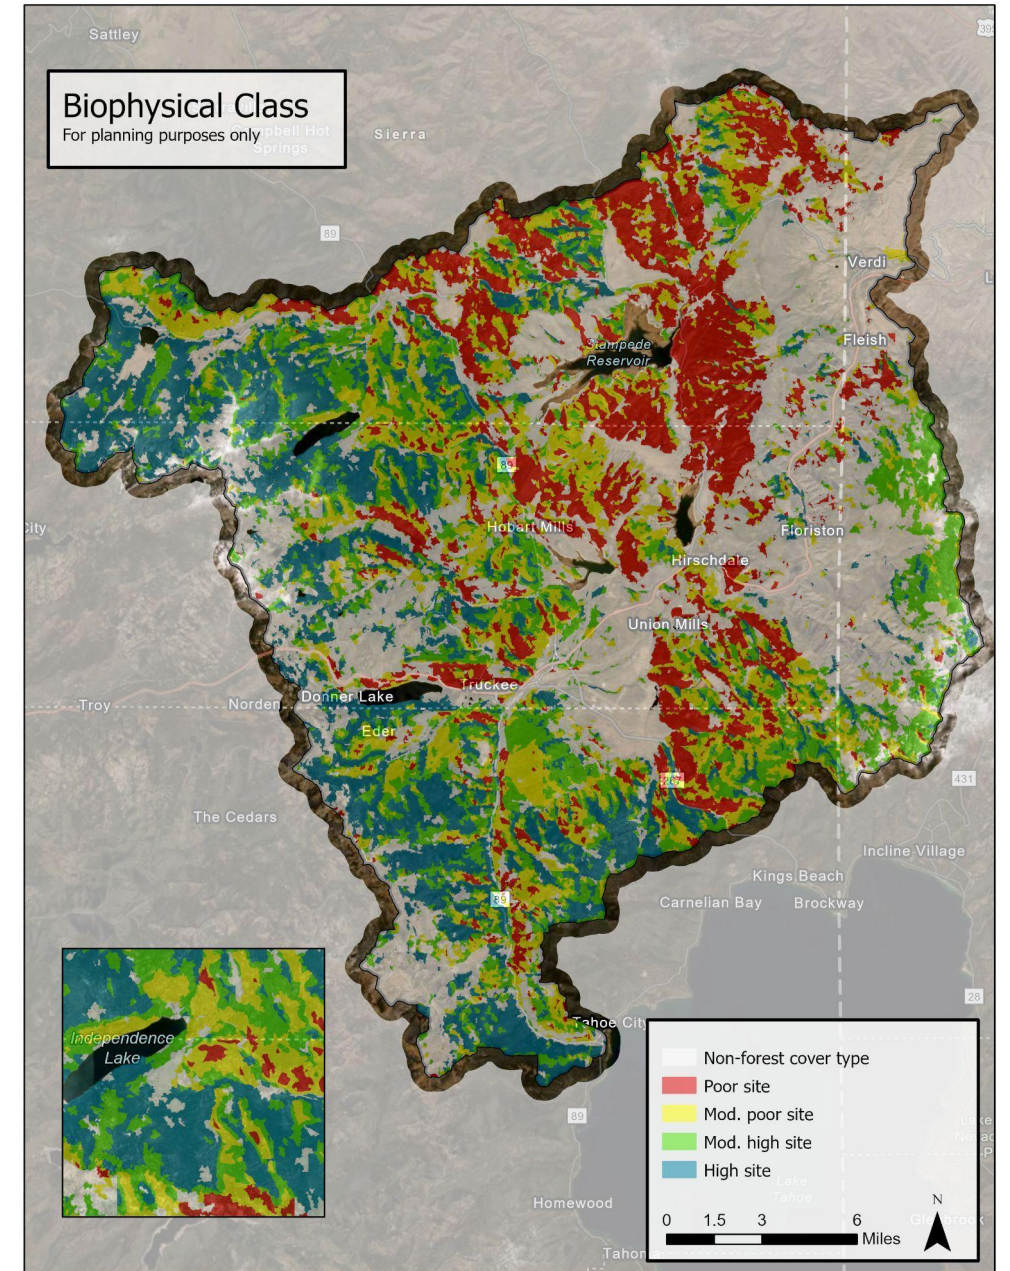 Sattley
395
Biophysical Class
For planning purposes only
Campbell Hot
Springs
Sierra
89
Verdi
L
Fleish
Stampede
Reservoir
89
City
Hobart Mills
Floriston
Hirschdale
Union Mills
Truckee
Donner Lake
Troy
Norden
Eder
267
431
The Cedars
Incline Village
Kings Beach
89
Carnelian Bay
Brockway
28
Independence
Lake
Tahoe City
Non-forest cover type
Poor site
Mod. poor site
Mod. high site
High site
89
Lake
Tahoe
Homewood
N
Glenbrook
0 1.5 3 6
Miles
Tahom